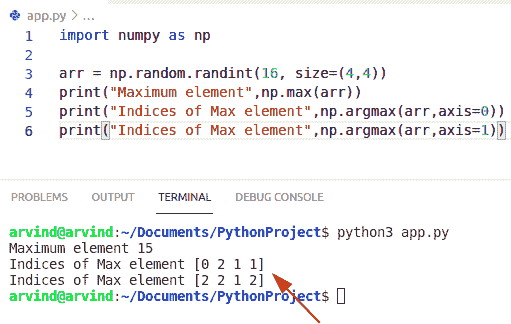 app.py > ...
1 import numpy as np
2
3 arr = np.random.randint(16, size=(4,4))
4 print("Maximum element",np.max(arr))
5 print("Indices of Max element",np.argmax(arr,axis=0))
6 print("Indices of Max element",np.argmax(arr,axis=1))
PROBLEMS OUTPUT TERMINAL DEBUG CONSOLE
arvind@arvind:~/Documents/PythonProject$ python3 app.py
Maximum element 15
Indices of Max element [0 2 1 1]
Indices of Max element [2 2 1 2]
arvind@arvind:~/Documents/PythonProject$